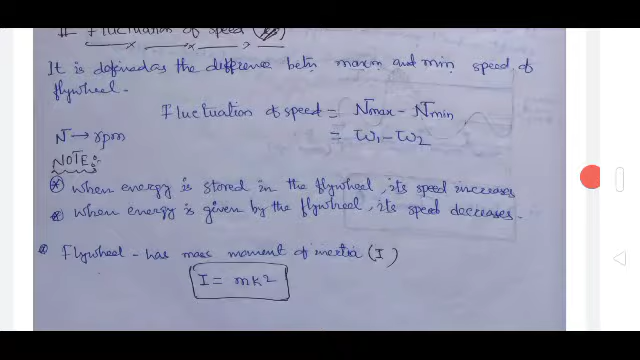 Fluctuation of speed
It is defined as the difference betn maxm and min speed of
flywheel.
Fluctuation of speed = Nmax - Nmin
N → rpm
= ω1 - ω2
NOTE:-
* When energy is stored in the flywheel, its speed increases
* When energy is given by the flywheel, its speed decreases.
* Flywheel - has mass moment of inertia (I)
I = mk2